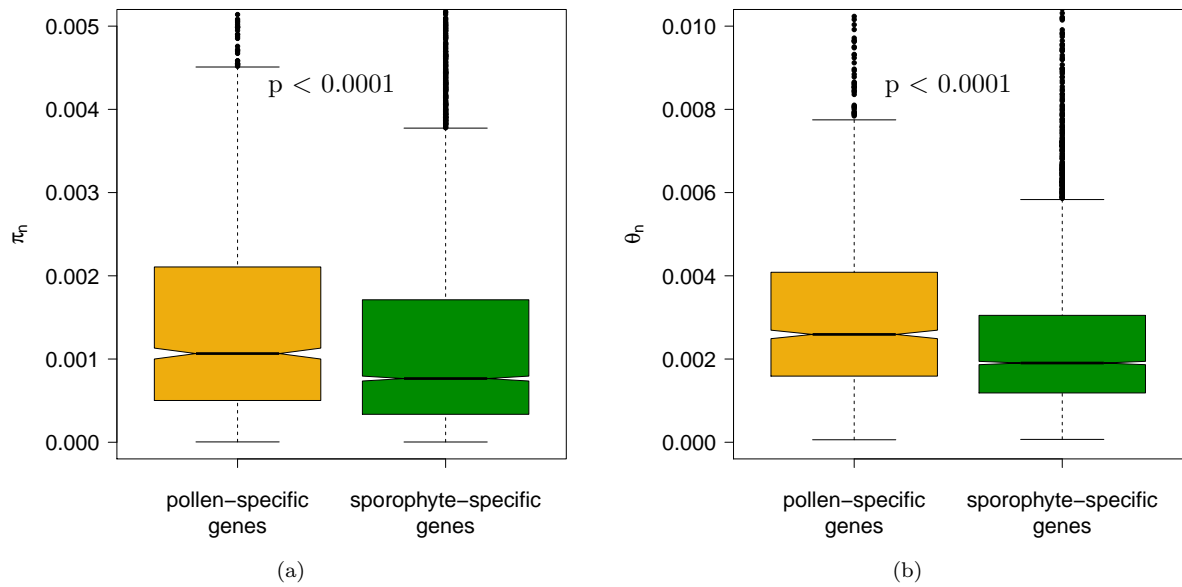 0.005
0.004
0.003
0.002
0.001
0.000
πn
p < 0.0001
pollen−specific
genes
sporophyte−specific
genes
(a)
0.010
0.008
0.006
0.004
0.002
0.000
θn
p < 0.0001
pollen−specific
genes
sporophyte−specific
genes
(b)